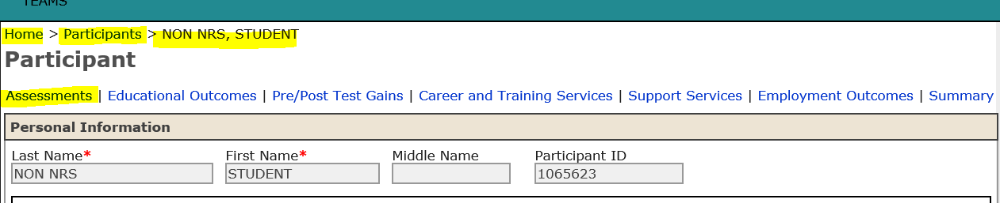 TEAMS
Home > Participants > NON NRS, STUDENT
Participant
Assessments | Educational Outcomes | Pre/Post Test Gains | Career and Training Services | Support Services | Employment Outcomes | Summary
Personal Information
Last Name* First Name* Middle Name Participant ID
NON NRS STUDENT 1065623